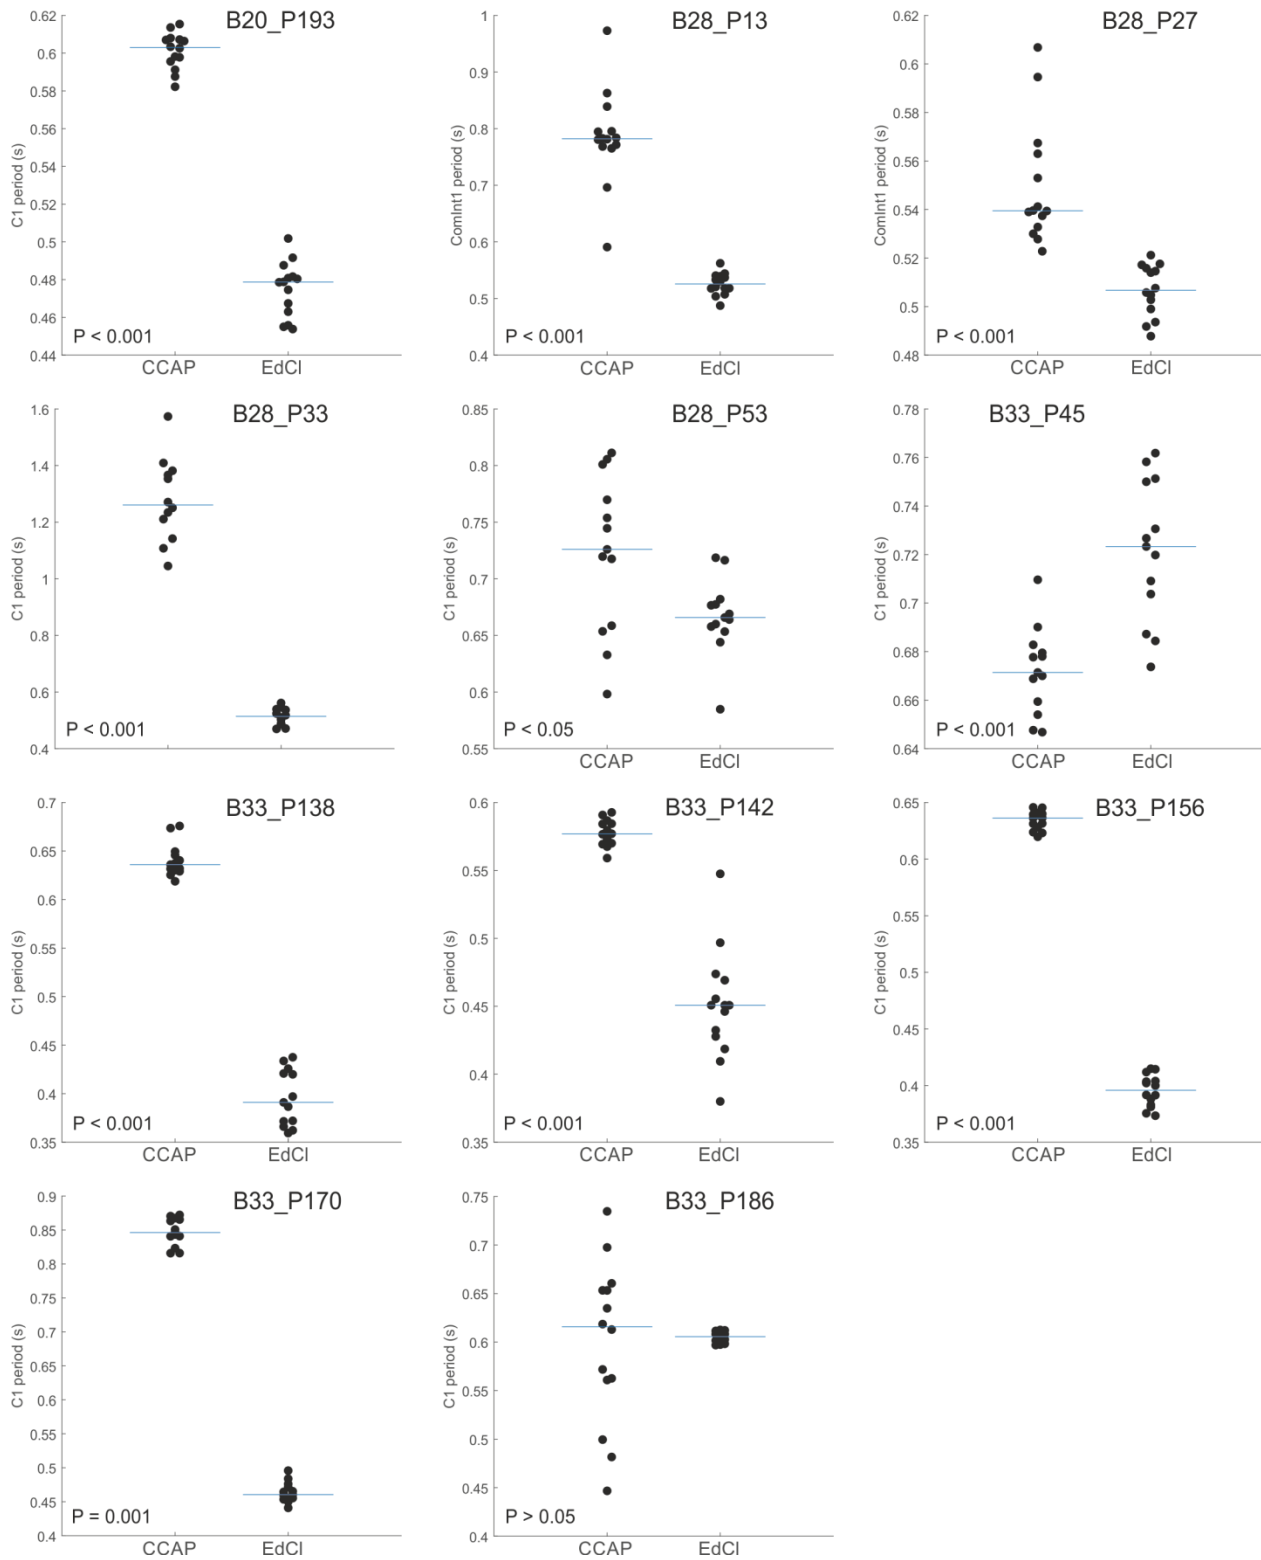 B20_P193
C1 period (s)
0.62
0.6
0.58
0.56
0.54
0.52
0.5
0.48
0.46
0.44
P < 0.001
CCAP EdCl
B28_P13
ComInt1 period (s)
1
0.9
0.8
0.7
0.6
0.5
0.4
P < 0.001
CCAP EdCl
B28_P27
ComInt1 period (s)
0.62
0.6
0.58
0.56
0.54
0.52
0.5
0.48
P < 0.001
CCAP EdCl
B28_P33
C1 period (s)
1.6
1.4
1.2
1
0.8
0.6
0.4
P < 0.001
B28_P53
C1 period (s)
0.85
0.8
0.75
0.7
0.65
0.6
0.55
P < 0.05
CCAP EdCl
B33_P45
C1 period (s)
0.78
0.76
0.74
0.72
0.7
0.68
0.66
0.64
P < 0.001
CCAP EdCl
B33_P138
C1 period (s)
0.7
0.65
0.6
0.55
0.5
0.45
0.4
0.35
P < 0.001
CCAP EdCl
B33_P142
C1 period (s)
0.6
0.55
0.5
0.45
0.4
0.35
P < 0.001
CCAP EdCl
B33_P156
C1 period (s)
0.65
0.6
0.55
0.5
0.45
0.4
0.35
P < 0.001
CCAP EdCl
B33_P170
C1 period (s)
0.9
0.85
0.8
0.75
0.7
0.65
0.6
0.55
0.5
0.45
0.4
P = 0.001
CCAP EdCl
B33_P186
C1 period (s)
0.75
0.7
0.65
0.6
0.55
0.5
0.45
0.4
P > 0.05
CCAP EdCl